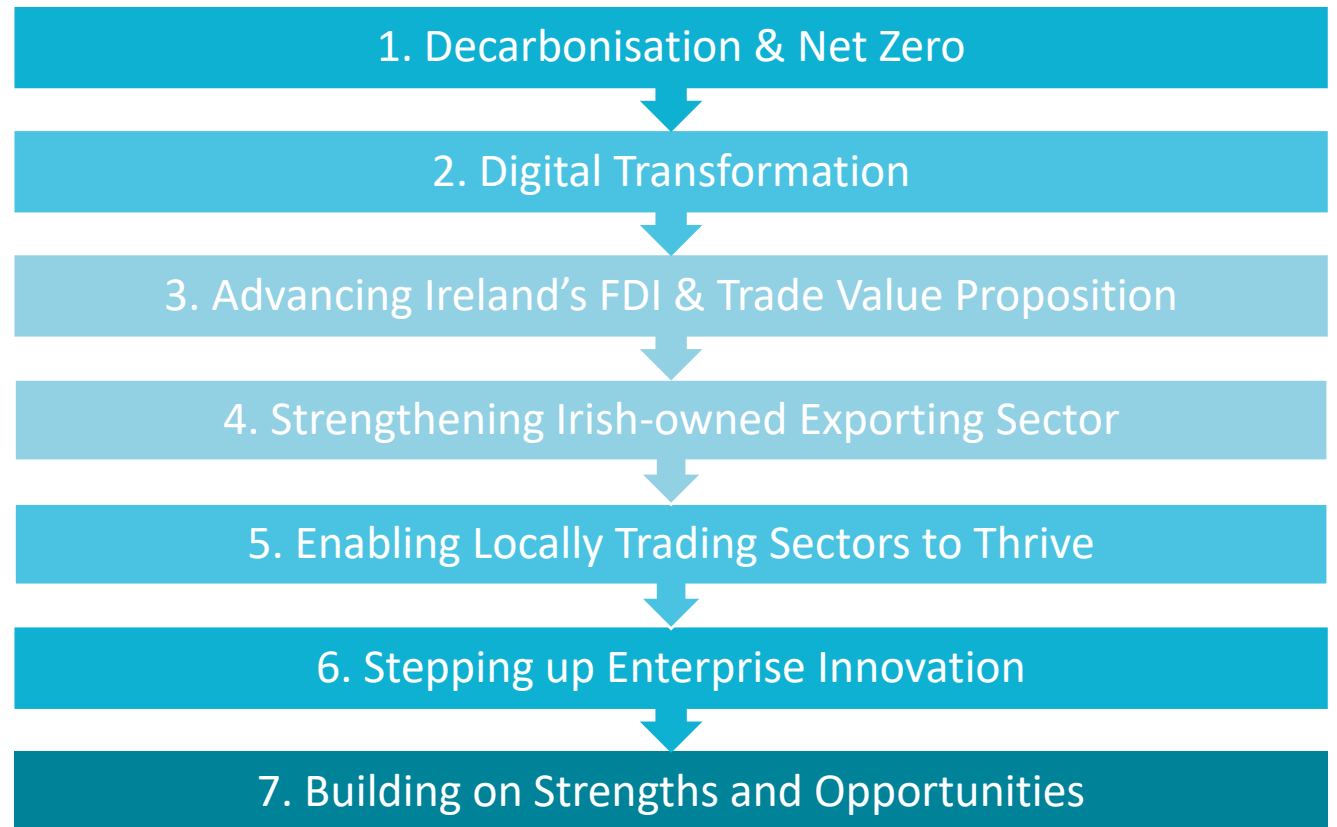 1. Decarbonisation & Net Zero
2. Digital Transformation
3. Advancing Ireland’s FDI & Trade Value Proposition
4. Strengthening Irish-owned Exporting Sector
5. Enabling Locally Trading Sectors to Thrive
6. Stepping up Enterprise Innovation
7. Building on Strengths and Opportunities